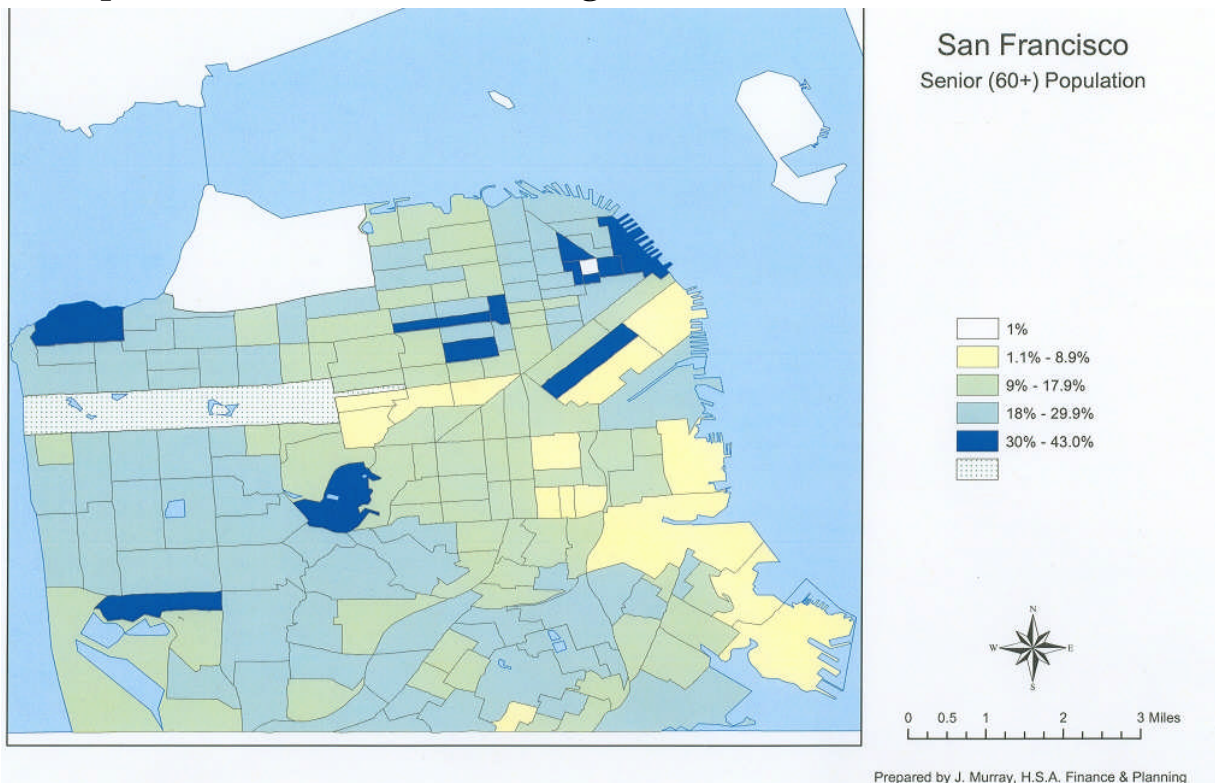 San Francisco
Senior (60+) Population
1%
1.1% - 8.9%
9% - 17.9%
18% - 29.9%
30% - 43.0%
N
W E
S
0 0.5 1 2 3 Miles
Prepared by J. Murray, H.S.A. Finance & Planning